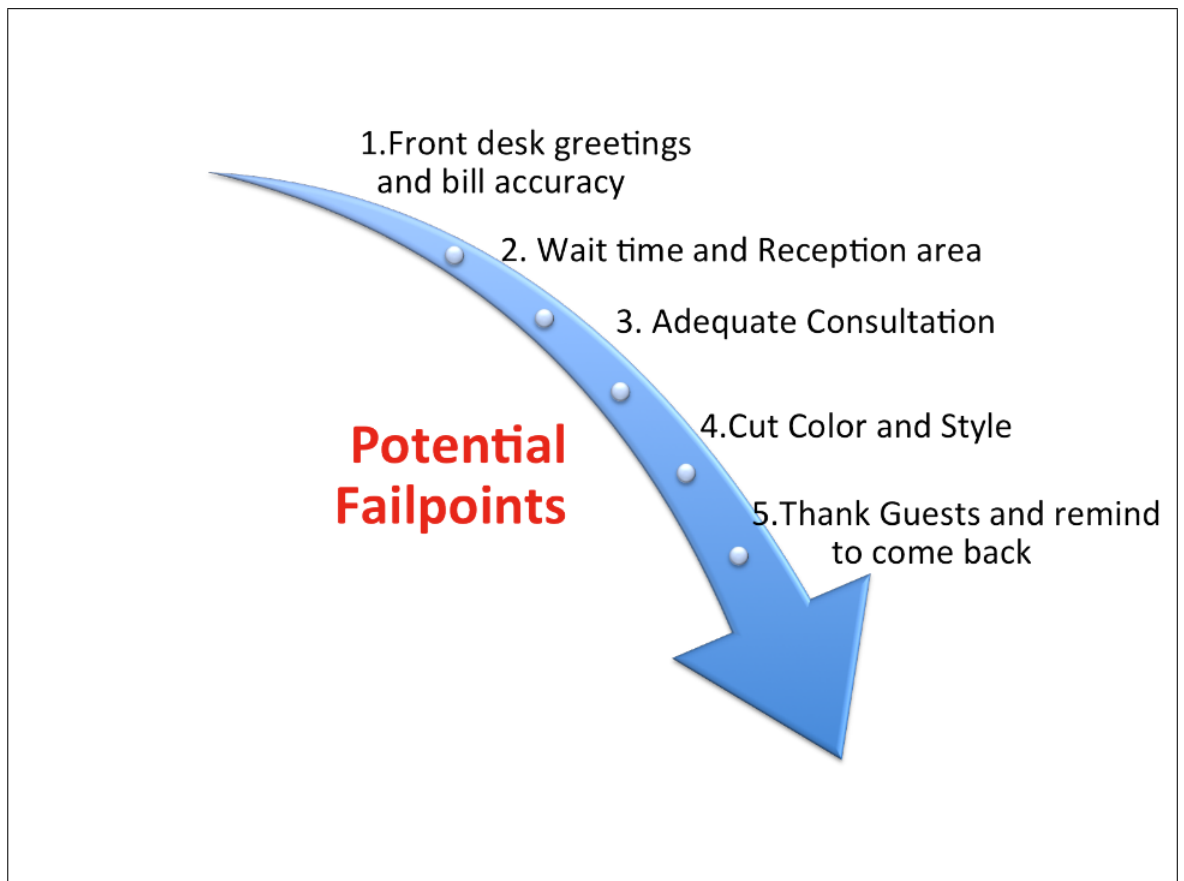 1.Front desk greetings
and bill accuracy
2. Wait time and Reception area
3. Adequate Consultation
4.Cut Color and Style
Potential
Failpoints
5.Thank Guests and remind
to come back